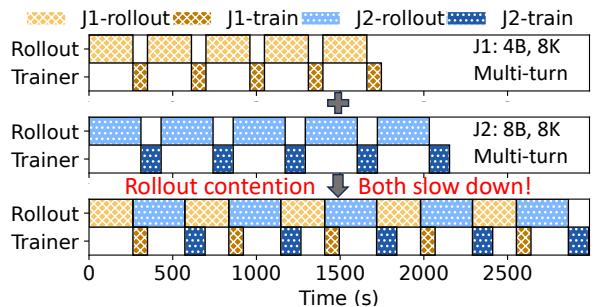 J1-rollout J1-train J2-rollout J2-train
Rollout
Trainer
J1: 4B, 8K
Multi-turn
Rollout
Trainer
J2: 8B, 8K
Multi-turn
Rollout contention Both slow down!
Rollout
Trainer
0 500 1000 1500 2000 2500
Time (s)